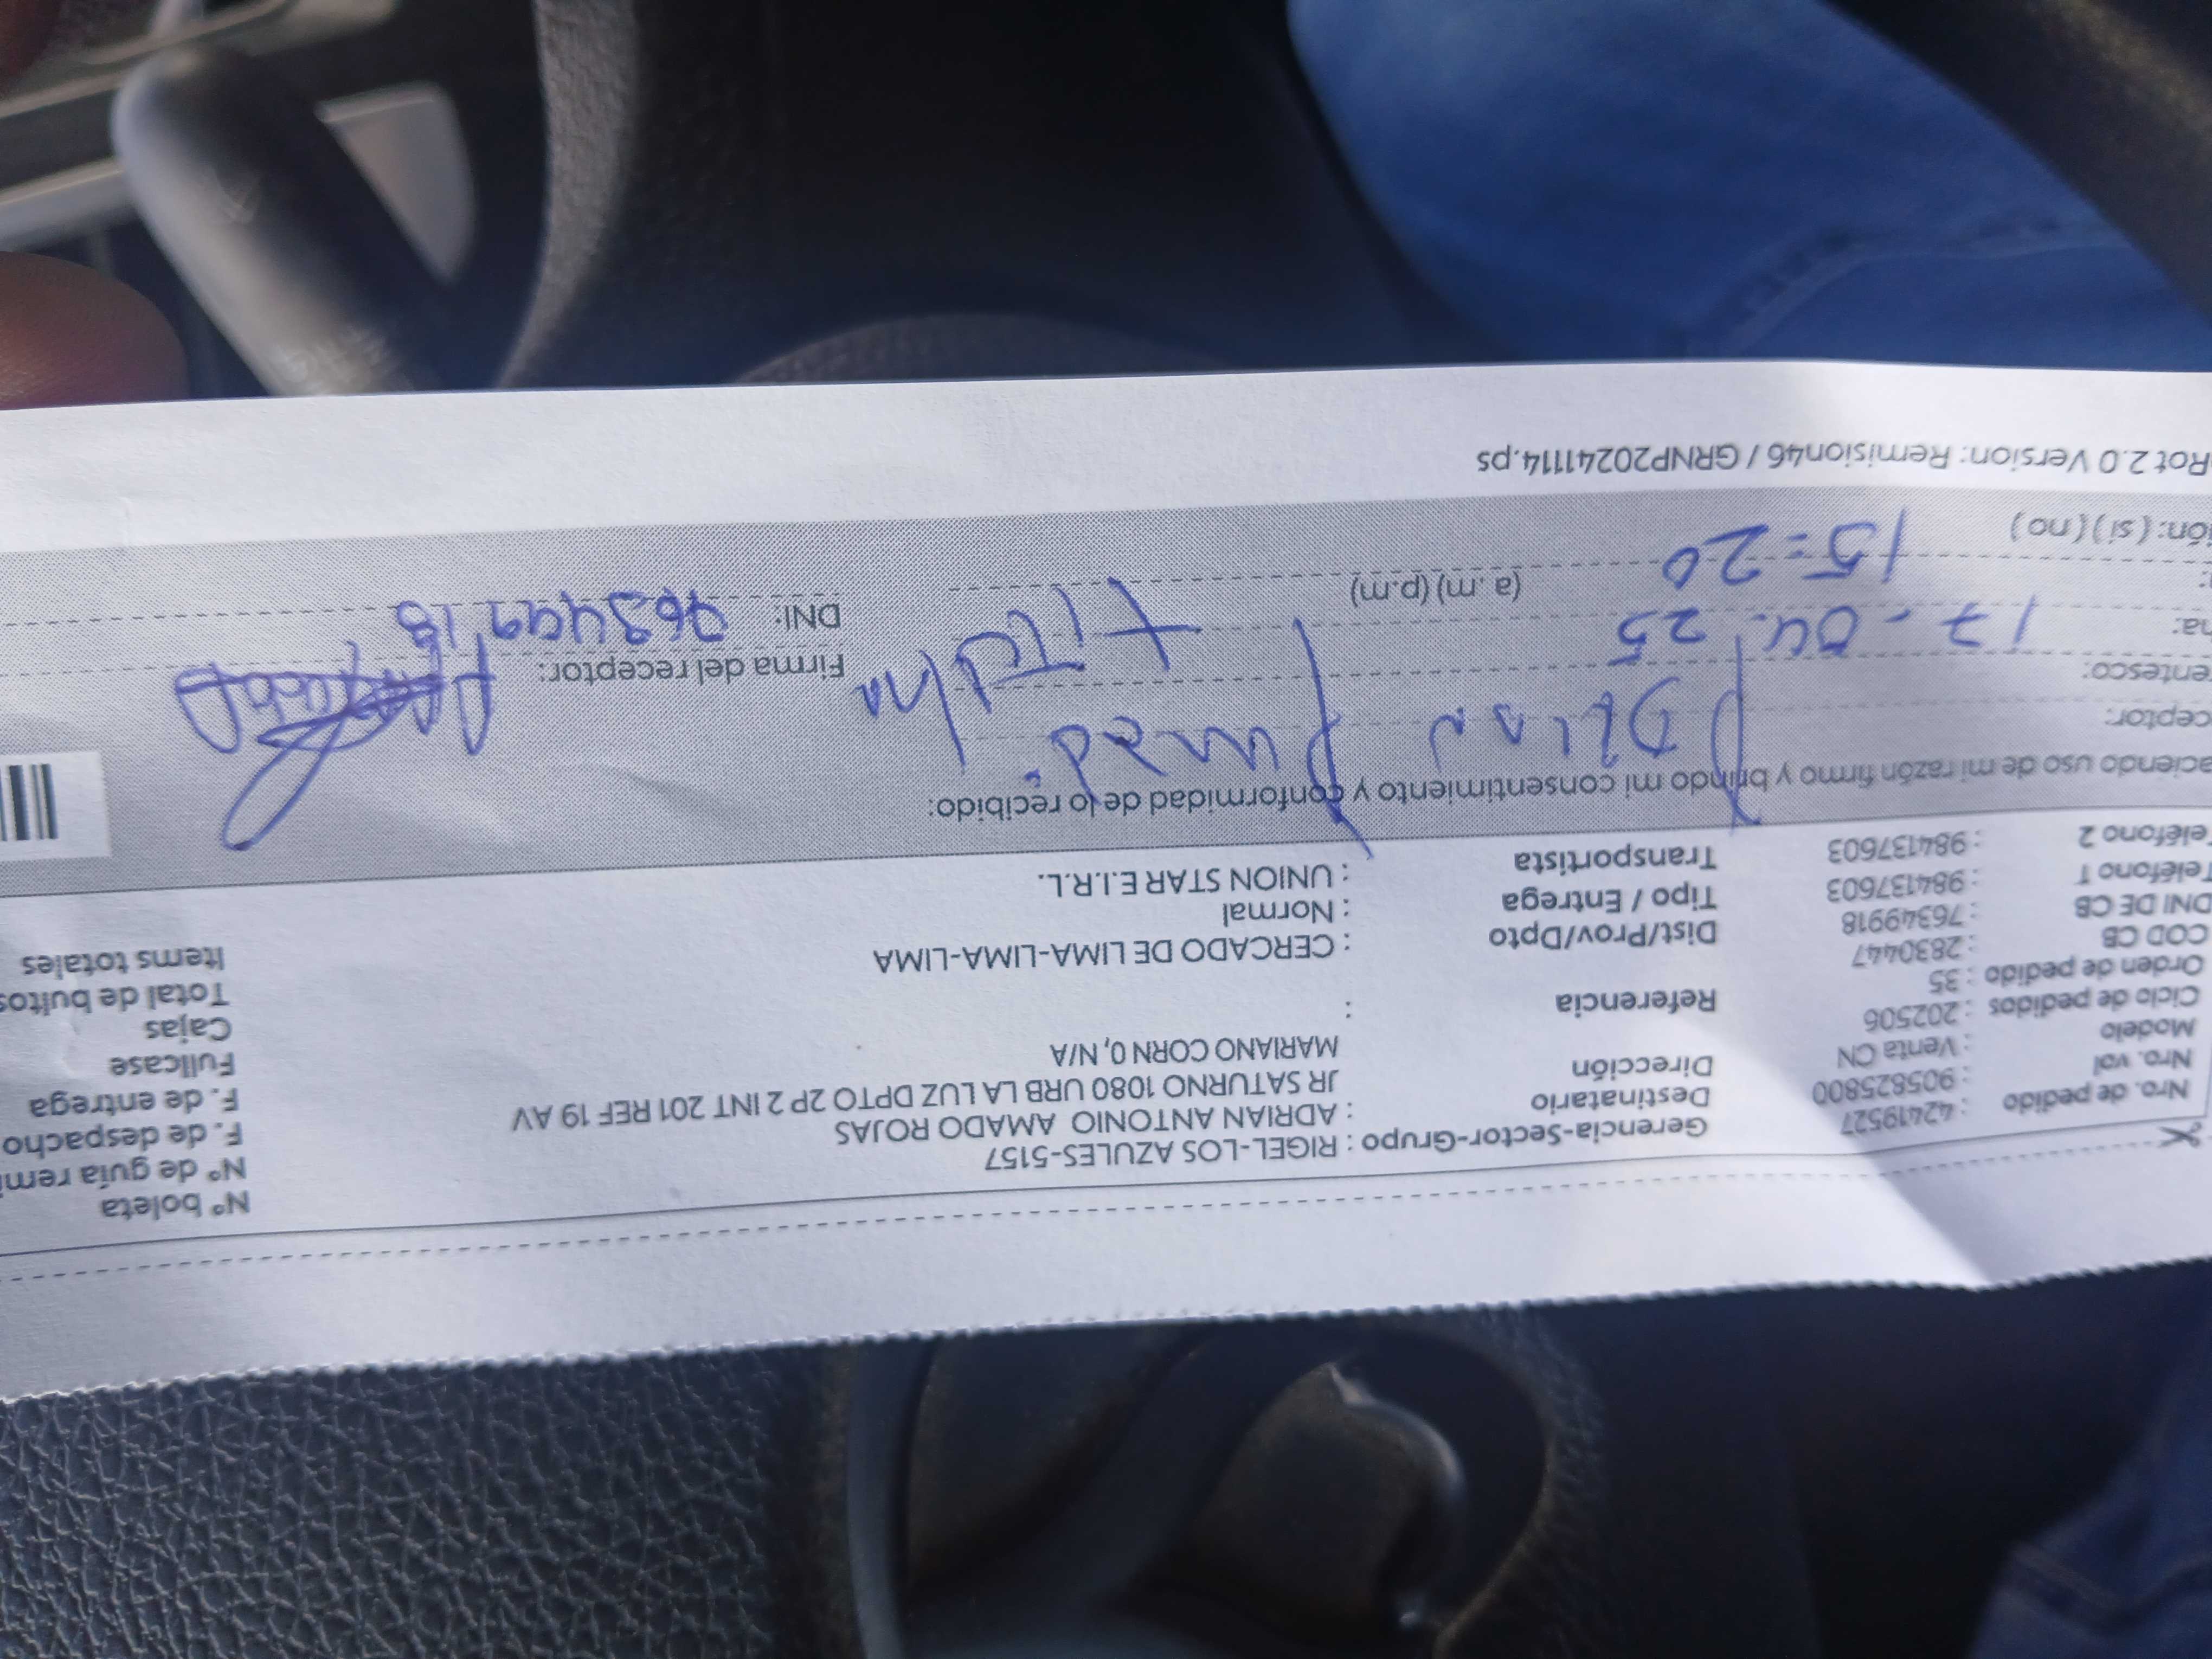 Nro. de pedido : 42419527
Nro. val : 905825800
Modelo : Venta CN
Ciclo de pedidos : 202506
Orden de pedido : 35
COD CB : 2830447
DNI DE CB : 76349918
Teléfono 1 : 984137603
Teléfono 2 : 984137603
Gerencia-Sector-Grupo : RIGEL-LOS AZULES-5157
Destinatario : ADRIAN ANTONIO AMADO ROJAS
Dirección JR SATURNO 1080 URB LA LUZ DPTO 2P 2 INT 201 REF 19 AV
MARIANO CORN 0, N/A
Referencia :
Dist/Prov/Dpto : CERCADO DE LIMA-LIMA-LIMA
Tipo / Entrega : Normal
Transportista : UNION STAR E.I.R.L.
N° boleta
N° de guía remi
F. de despacho
F. de entrega
Fullcase
Cajas
Total de bultos
Items totales
aciendo uso de mi razón firmo y brindo mi consentimiento y conformidad de lo recibido:
ceptor:
entesco:
na: 17-04.25
15=20 (a.m) (p.m)
ión: ( si ) ( no )
Firma del receptor:
DNI: 76349918
Rot 2.0 Version: Remision46 / GRNP20241114.ps